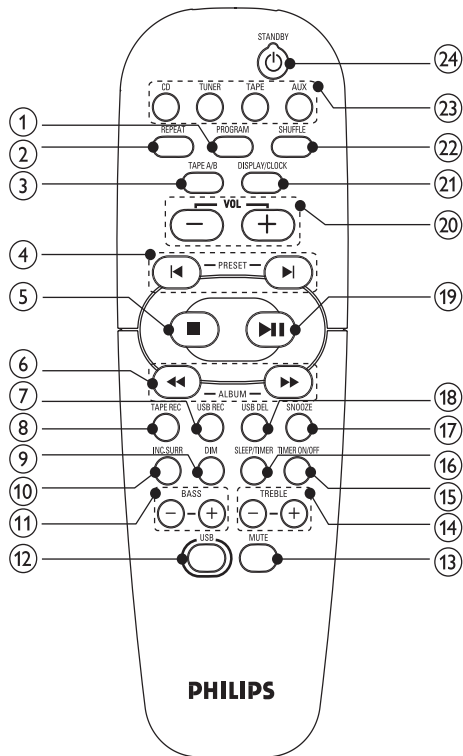 STANDBY
24
CD TUNER TAPE AUX
23
1
REPEAT PROGRAM SHUFFLE
2
22
TAPE A/B DISPLAY/CLOCK
3
21
VOL
20
4
PRESET
5
19
6
ALBUM
7
18
TAPE REC USB REC USB DEL SNOOZE
8
17
9
INC.SURR DIM SLEEP/TIMER TIMER ON/OFF
16
10
15
BASS TREBLE
11
14
USB MUTE
12
13
PHILIPS